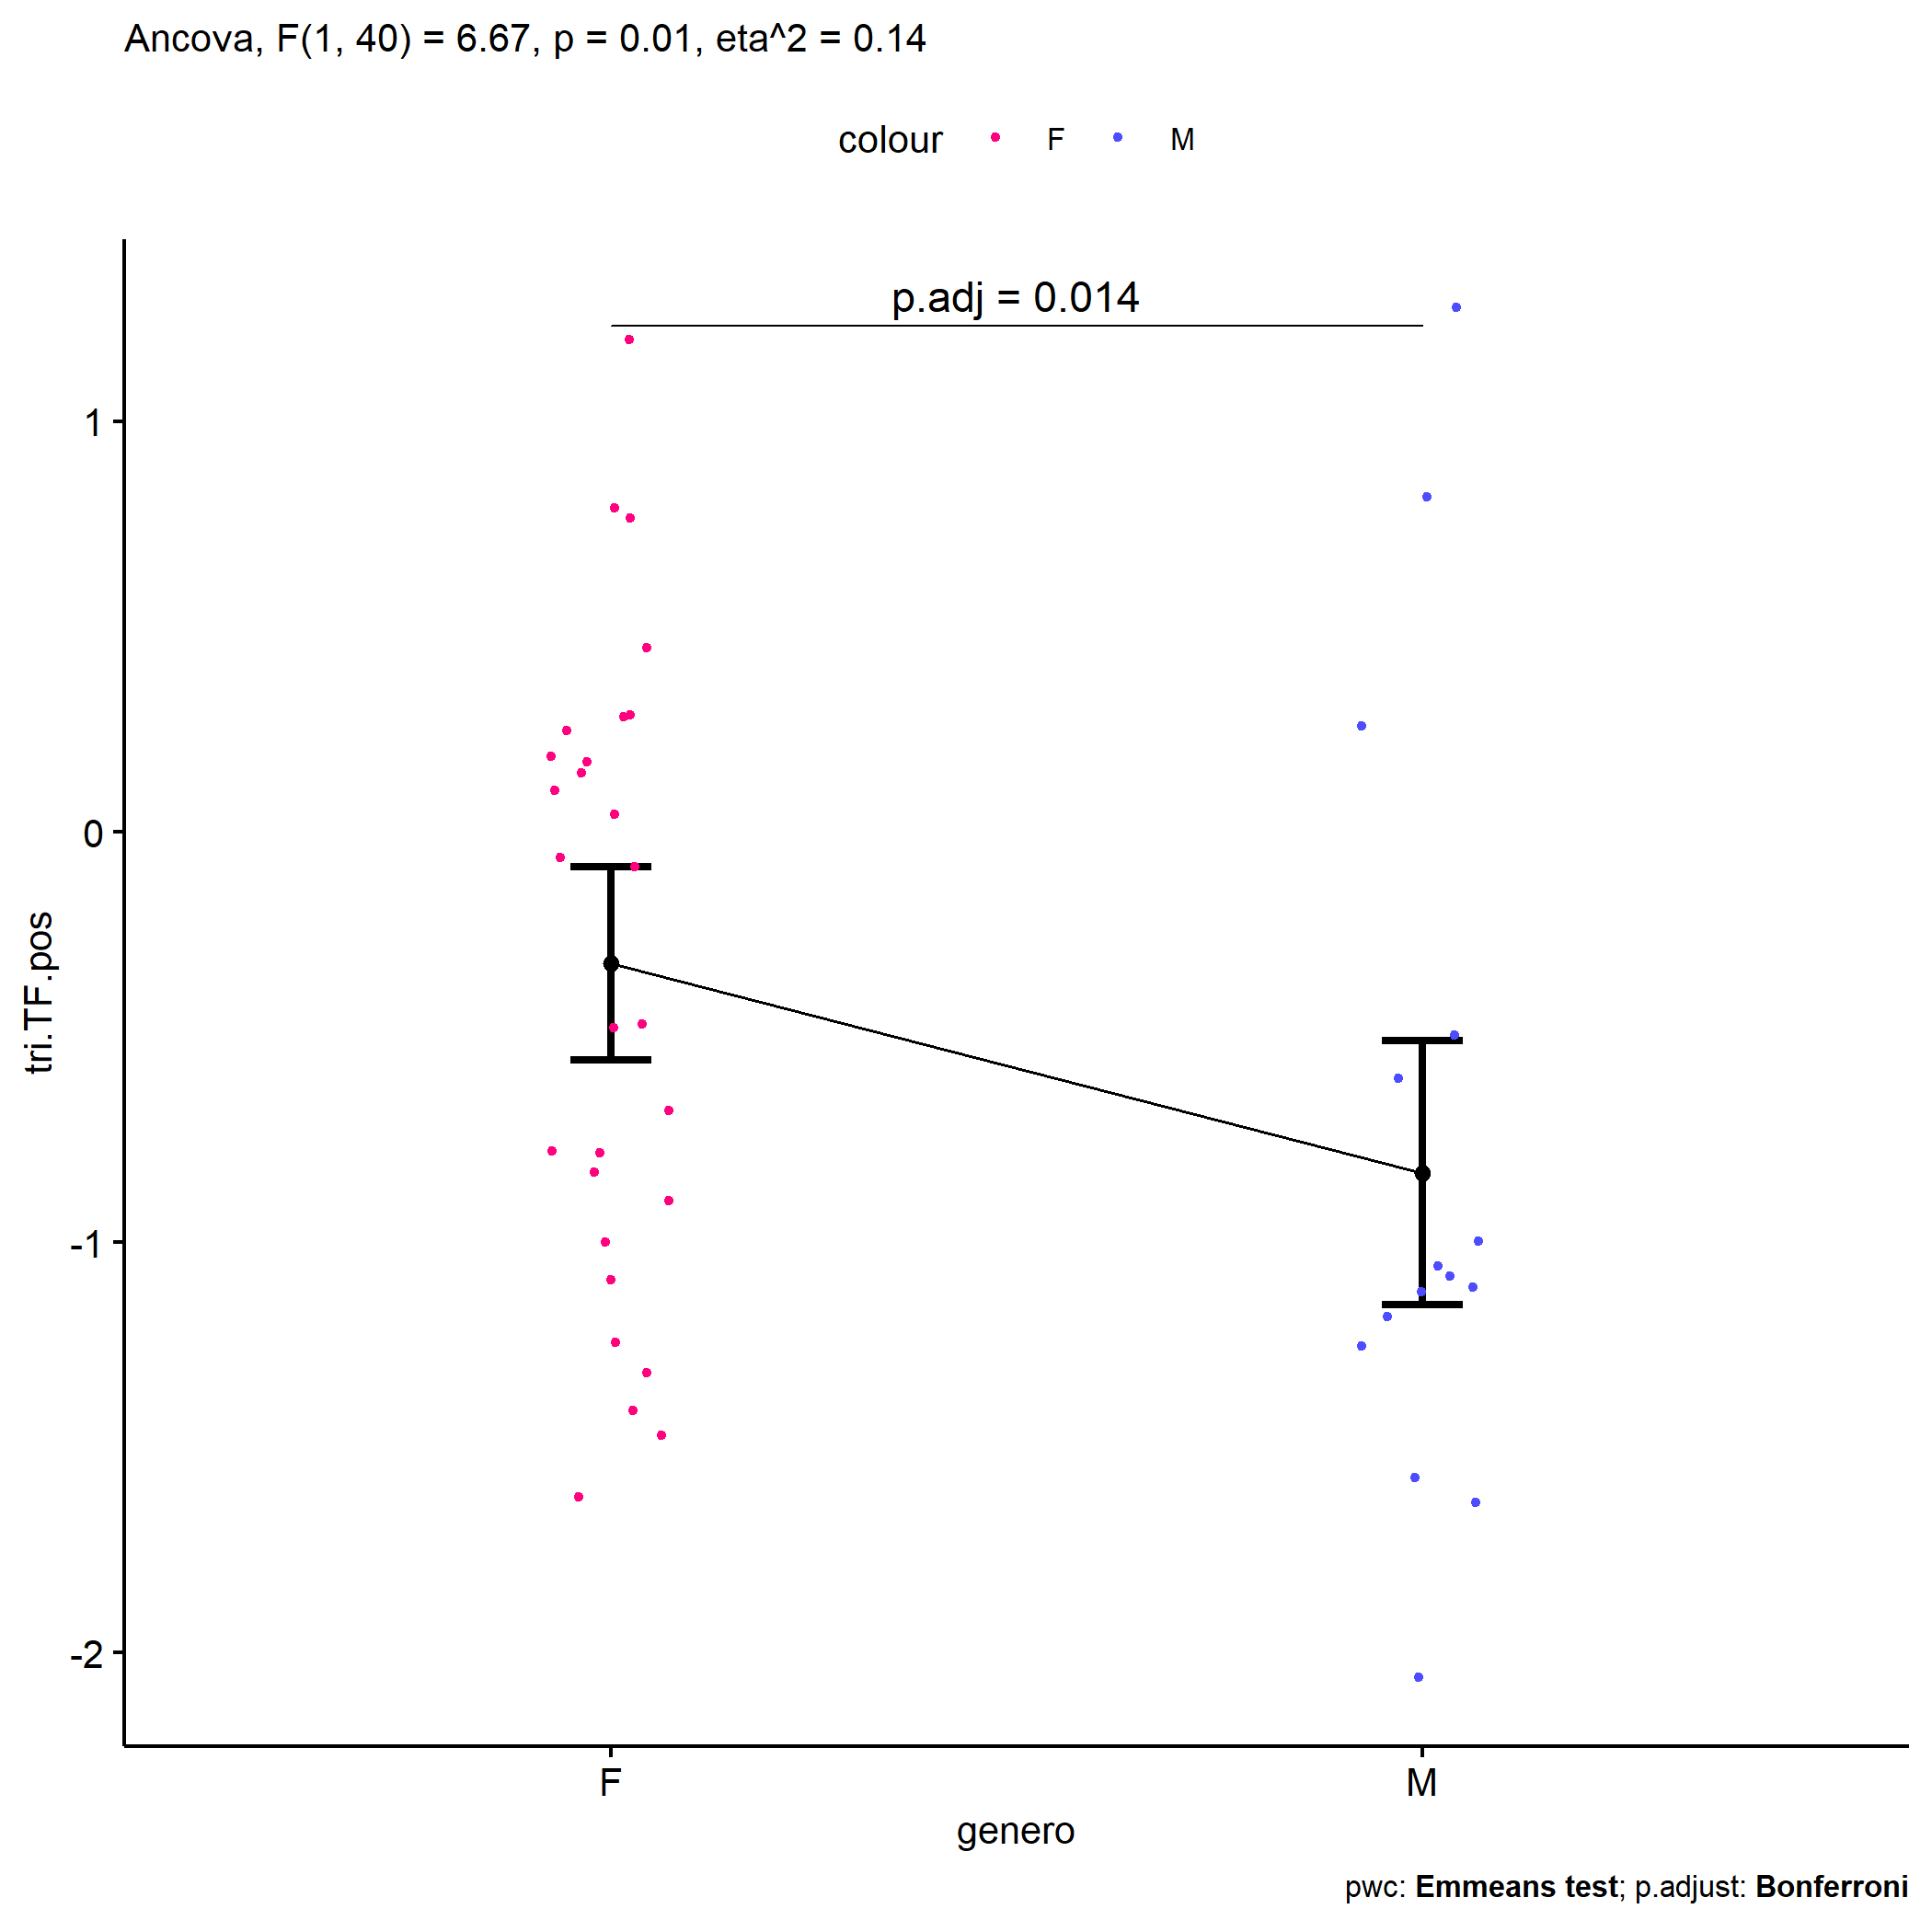 Ancova, F(1, 40) = 6.67, p = 0.01, eta^2 = 0.14
colour F M
p.adj = 0.014
1
0
-1
-2
tri.TF.pos
F M
genero
pwc: Emmeans test; p.adjust: Bonferroni